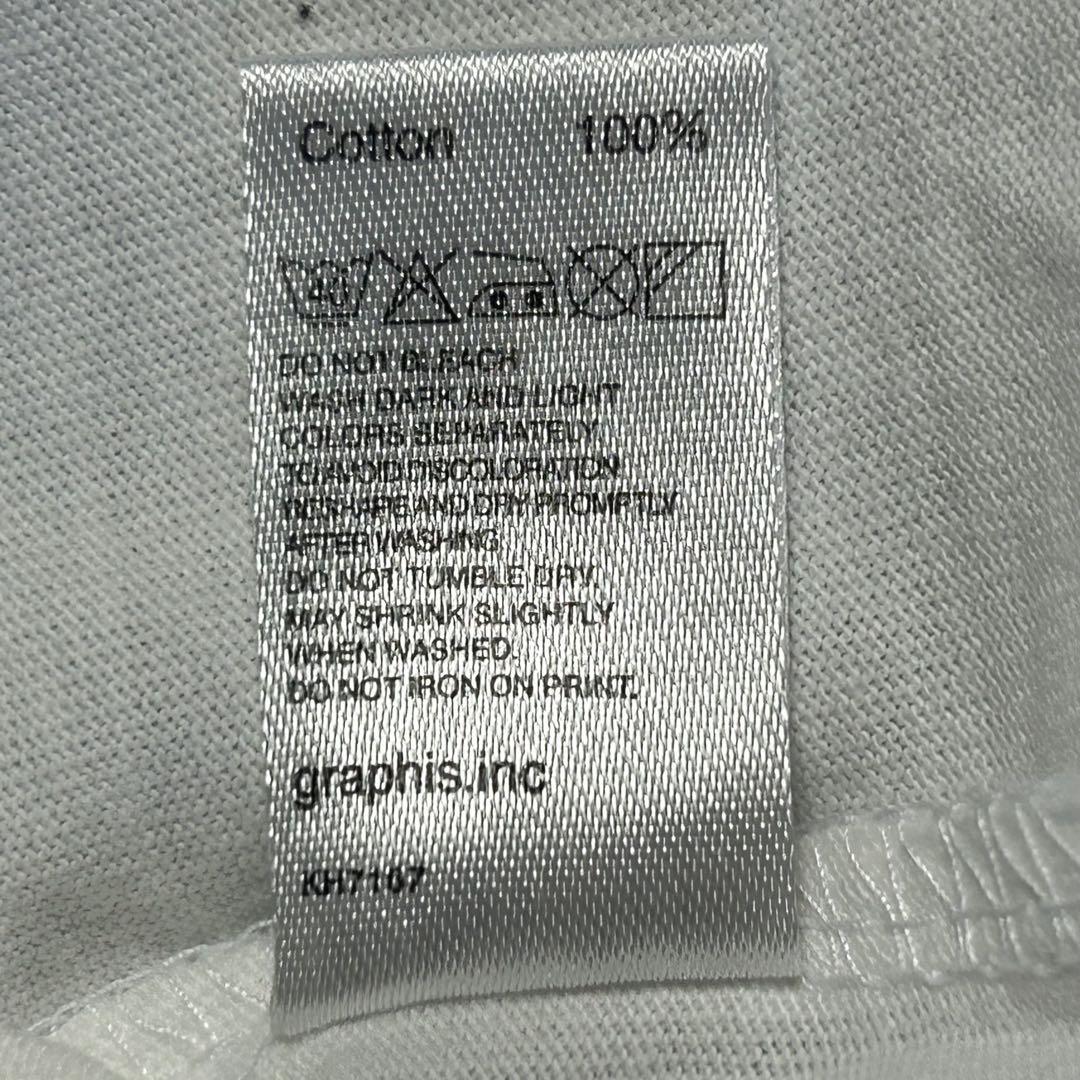 Cotton 100%
40
DO NOT BLEACH
WASH DARK AND LIGHT
COLORS SEPARATELY
TO AVOID DISCOLORATION
RESHAPE AND DRY PROMPTLY
AFTER WASHING
DO NOT TUMBLE DRY.
MAY SHRINK SLIGHTLY
WHEN WASHED.
DO NOT IRON ON PRINT.
graphis.inc
KH7167